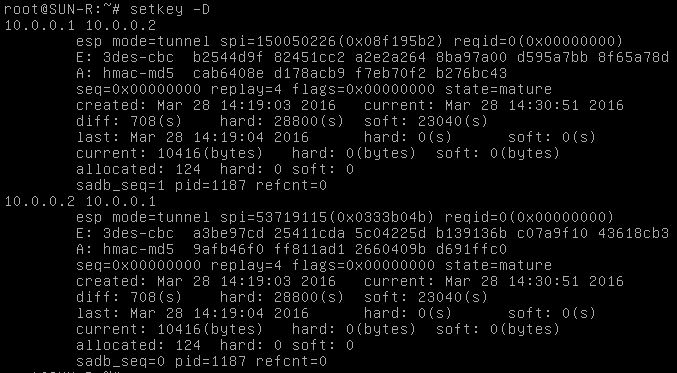 root@SUN-R:~# setkey -D
10.0.0.1 10.0.0.2
esp mode=tunnel spi=150050226(0x08f195b2) reqid=0(0x00000000)
E: 3des-cbc  b2544d9f 82451cc2 a2e2a264 8ba97a00 d595a7bb 8f65a78d
A: hmac-md5  cab6408e d178acb9 f7eb70f2 b276bc43
seq=0x00000000 replay=4 flags=0x00000000 state=mature
created: Mar 28 14:19:03 2016   current: Mar 28 14:30:51 2016
diff: 708(s)    hard: 28800(s)  soft: 23040(s)
last: Mar 28 14:19:04 2016      hard: 0(s)      soft: 0(s)
current: 10416(bytes)   hard: 0(bytes)  soft: 0(bytes)
allocated: 124  hard: 0 soft: 0
sadb_seq=1 pid=1187 refcnt=0
10.0.0.2 10.0.0.1
esp mode=tunnel spi=53719115(0x0333b04b) reqid=0(0x00000000)
E: 3des-cbc  a3be97cd 25411cda 5c04225d b139136b c07a9f10 43618cb3
A: hmac-md5  9afb46f0 ff811ad1 2660409b d691ffc0
seq=0x00000000 replay=4 flags=0x00000000 state=mature
created: Mar 28 14:19:03 2016   current: Mar 28 14:30:51 2016
diff: 708(s)    hard: 28800(s)  soft: 23040(s)
last: Mar 28 14:19:04 2016      hard: 0(s)      soft: 0(s)
current: 10416(bytes)   hard: 0(bytes)  soft: 0(bytes)
allocated: 124  hard: 0 soft: 0
sadb_seq=0 pid=1187 refcnt=0